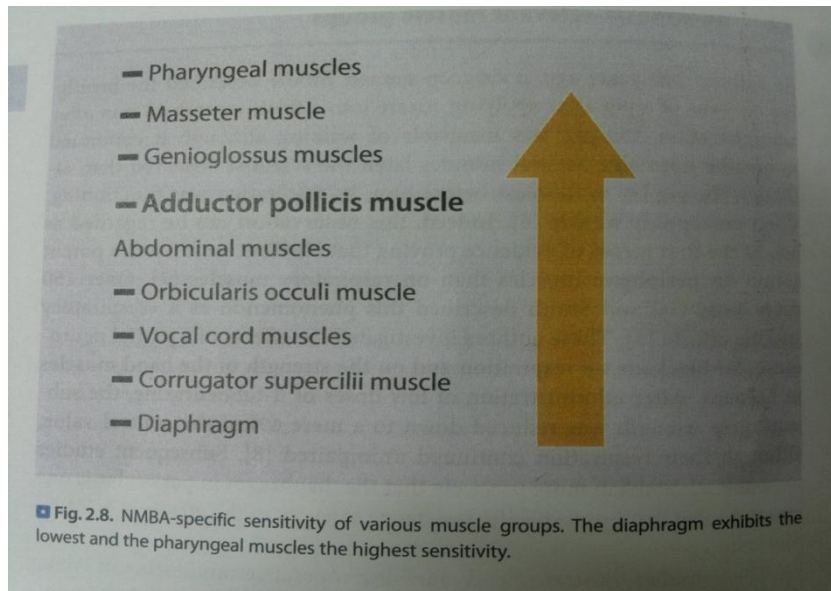 Pharyngeal muscles
Masseter muscle
Genioglossus muscles
Adductor pollicis muscle
Abdominal muscles
Orbicularis occuli muscle
Vocal cord muscles
Corrugator supercilii muscle
Diaphragm
Fig. 2.8. NMBA-specific sensitivity of various muscle groups. The diaphragm exhibits the
lowest and the pharyngeal muscles the highest sensitivity.